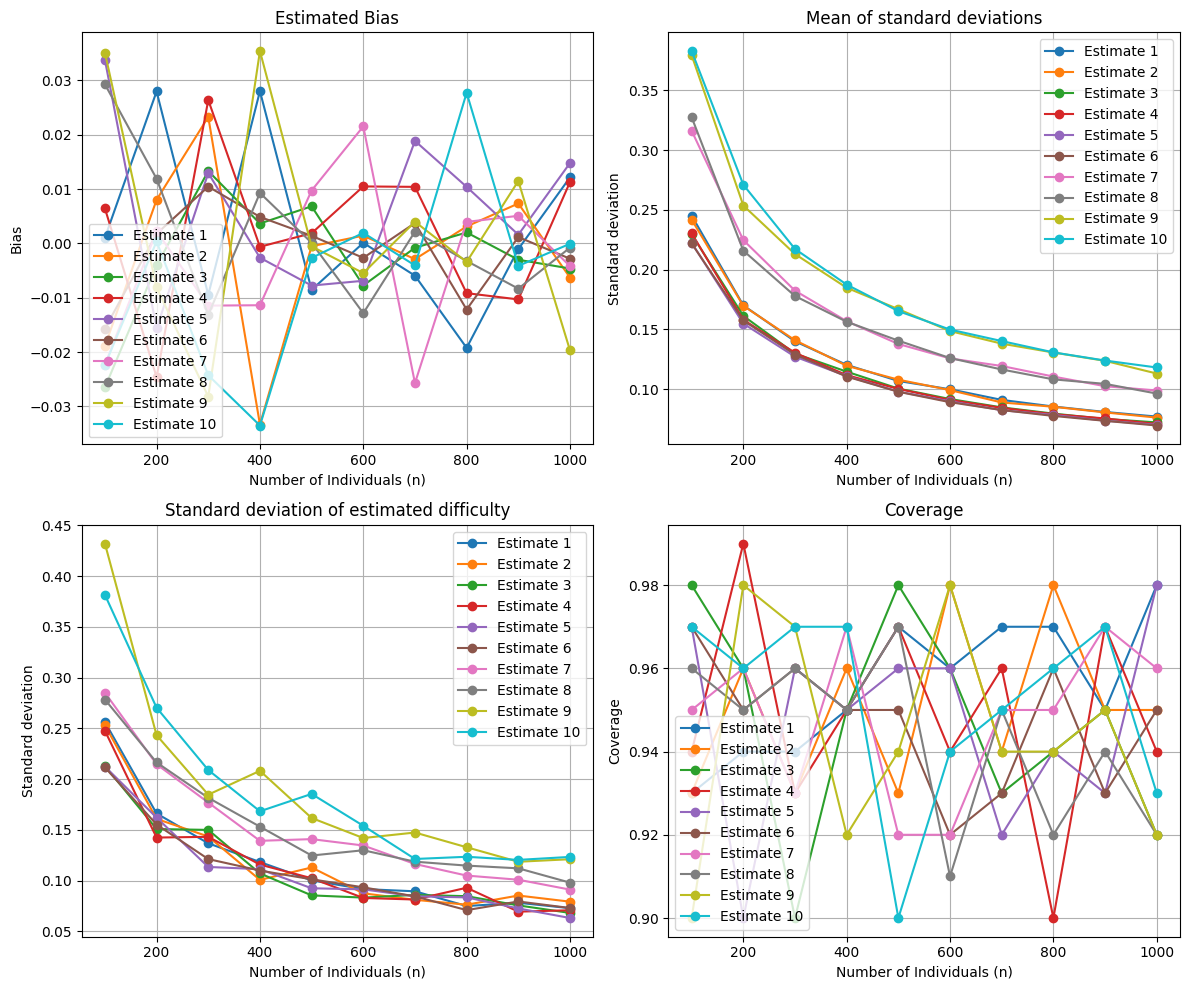 Estimated Bias
Bias
0.03
0.02
0.01
0.00
−0.01
−0.02
−0.03
Estimate 1
Estimate 2
Estimate 3
Estimate 4
Estimate 5
Estimate 6
Estimate 7
Estimate 8
Estimate 9
Estimate 10
200
400
600
800
1000
Number of Individuals (n)
Mean of standard deviations
Standard deviation
0.35
0.30
0.25
0.20
0.15
0.10
Estimate 1
Estimate 2
Estimate 3
Estimate 4
Estimate 5
Estimate 6
Estimate 7
Estimate 8
Estimate 9
Estimate 10
200
400
600
800
1000
Number of Individuals (n)
Standard deviation of estimated difficulty
Standard deviation
0.45
0.40
0.35
0.30
0.25
0.20
0.15
0.10
0.05
Estimate 1
Estimate 2
Estimate 3
Estimate 4
Estimate 5
Estimate 6
Estimate 7
Estimate 8
Estimate 9
Estimate 10
200
400
600
800
1000
Number of Individuals (n)
Coverage
Coverage
0.98
0.96
0.94
0.92
0.90
Estimate 1
Estimate 2
Estimate 3
Estimate 4
Estimate 5
Estimate 6
Estimate 7
Estimate 8
Estimate 9
Estimate 10
200
400
600
800
1000
Number of Individuals (n)